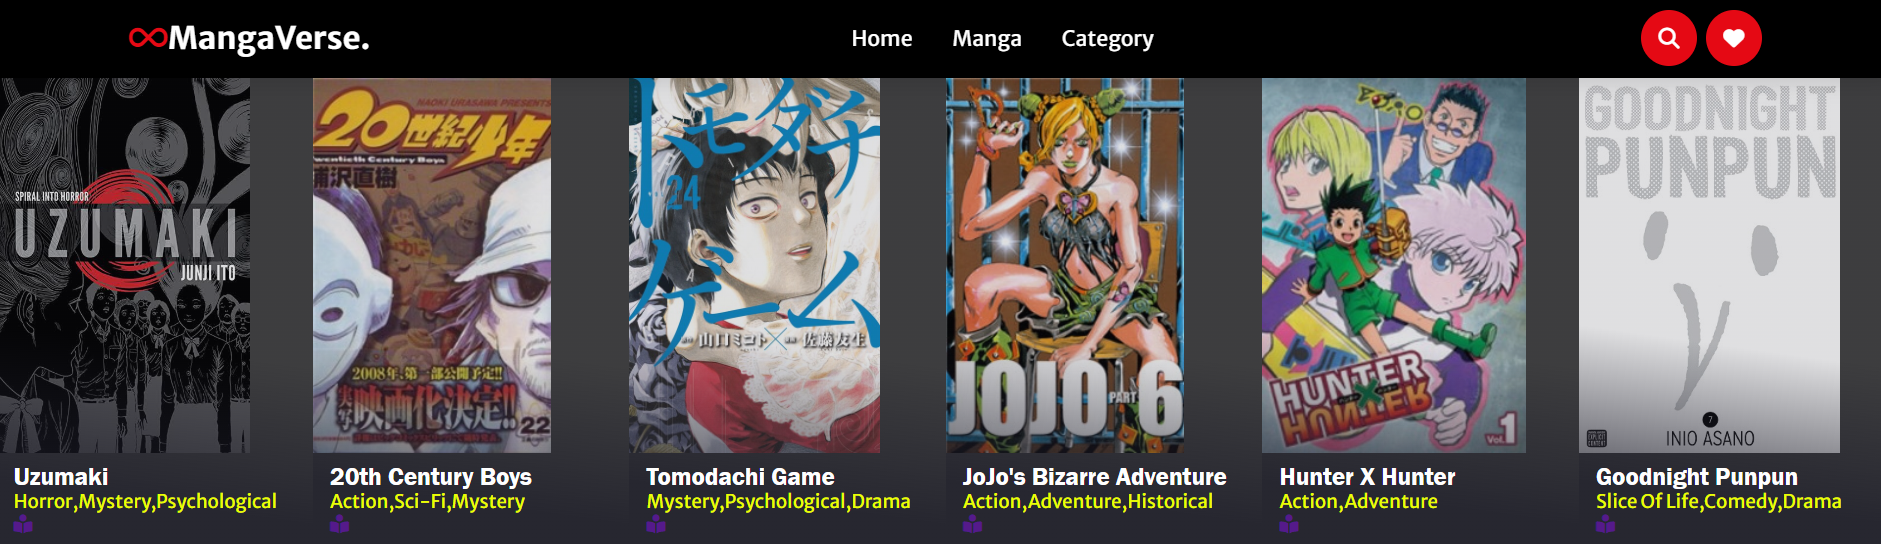 MangaVerse.
Home Manga Category
SPIRAL INTO HORROR
UZUMAKI
JUNJI ITO
NAOKI URASAWA PRESENTS
20世紀少年
Twentieth Century Boys
浦沢直樹
2008年、第一部公開予定!!
実写映画化決定!!
22
トモダチ
24
ゲーム
山口ミコト × 佐藤友生
JOJO PART 6
HUNTER
X
HUNTER
Vol.1
GOODNIGHT
PUNPUN
7
INIO ASANO
EXPLICIT CONTENT
Uzumaki
Horror,Mystery,Psychological
20th Century Boys
Action,Sci-Fi,Mystery
Tomodachi Game
Mystery,Psychological,Drama
JoJo's Bizarre Adventure
Action,Adventure,Historical
Hunter X Hunter
Action,Adventure
Goodnight Punpun
Slice Of Life,Comedy,Drama